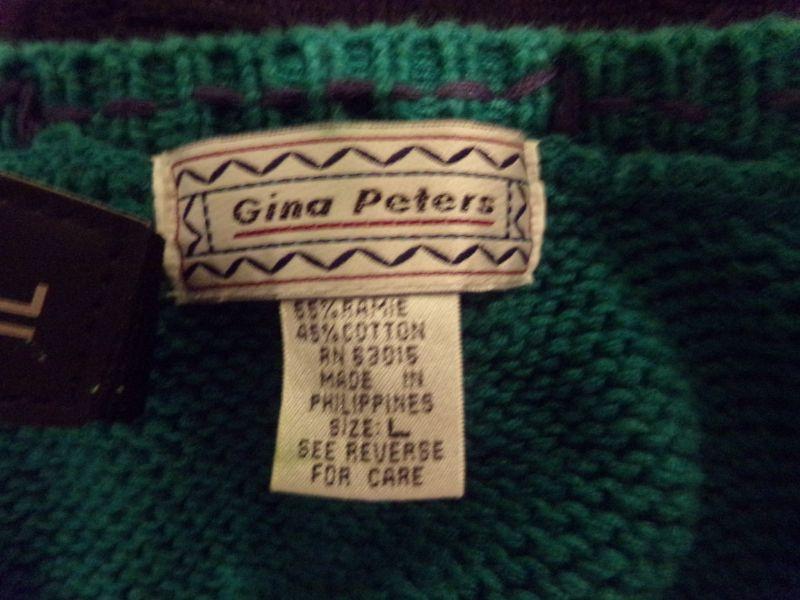 Gina Peters
55% RAMIE
45% COTTON
RN 63015
MADE IN
PHILIPPINES
SIZE: L
SEE REVERSE
FOR CARE
L